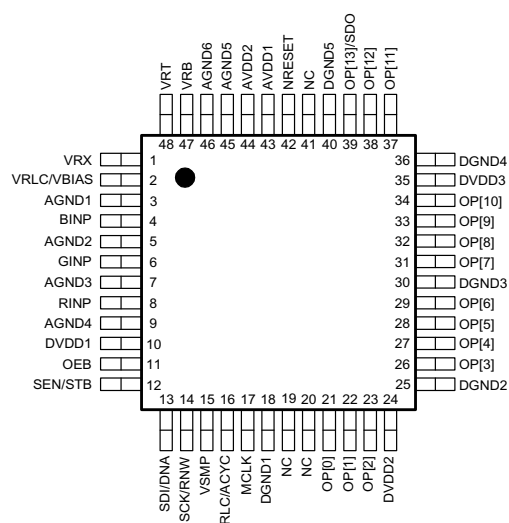 VRT
VRB
AGND6
AGND5
AVDD2
AVDD1
NRESET
NC
DGND5
OP[13]/SDO
OP[12]
OP[11]
48 47 46 45 44 43 42 41 40 39 38 37
VRX 1 36 DGND4
VRLC/VBIAS 2 35 DVDD3
AGND1 3 34 OP[10]
BINP 4 33 OP[9]
AGND2 5 32 OP[8]
GINP 6 31 OP[7]
AGND3 7 30 DGND3
RINP 8 29 OP[6]
AGND4 9 28 OP[5]
DVDD1 10 27 OP[4]
OEB 11 26 OP[3]
SEN/STB 12 25 DGND2
13 14 15 16 17 18 19 20 21 22 23 24
SDI/DNA
SCK/RNW
VSMP
RLC/ACYC
MCLK
DGND1
NC
NC
OP[0]
OP[1]
OP[2]
DVDD2